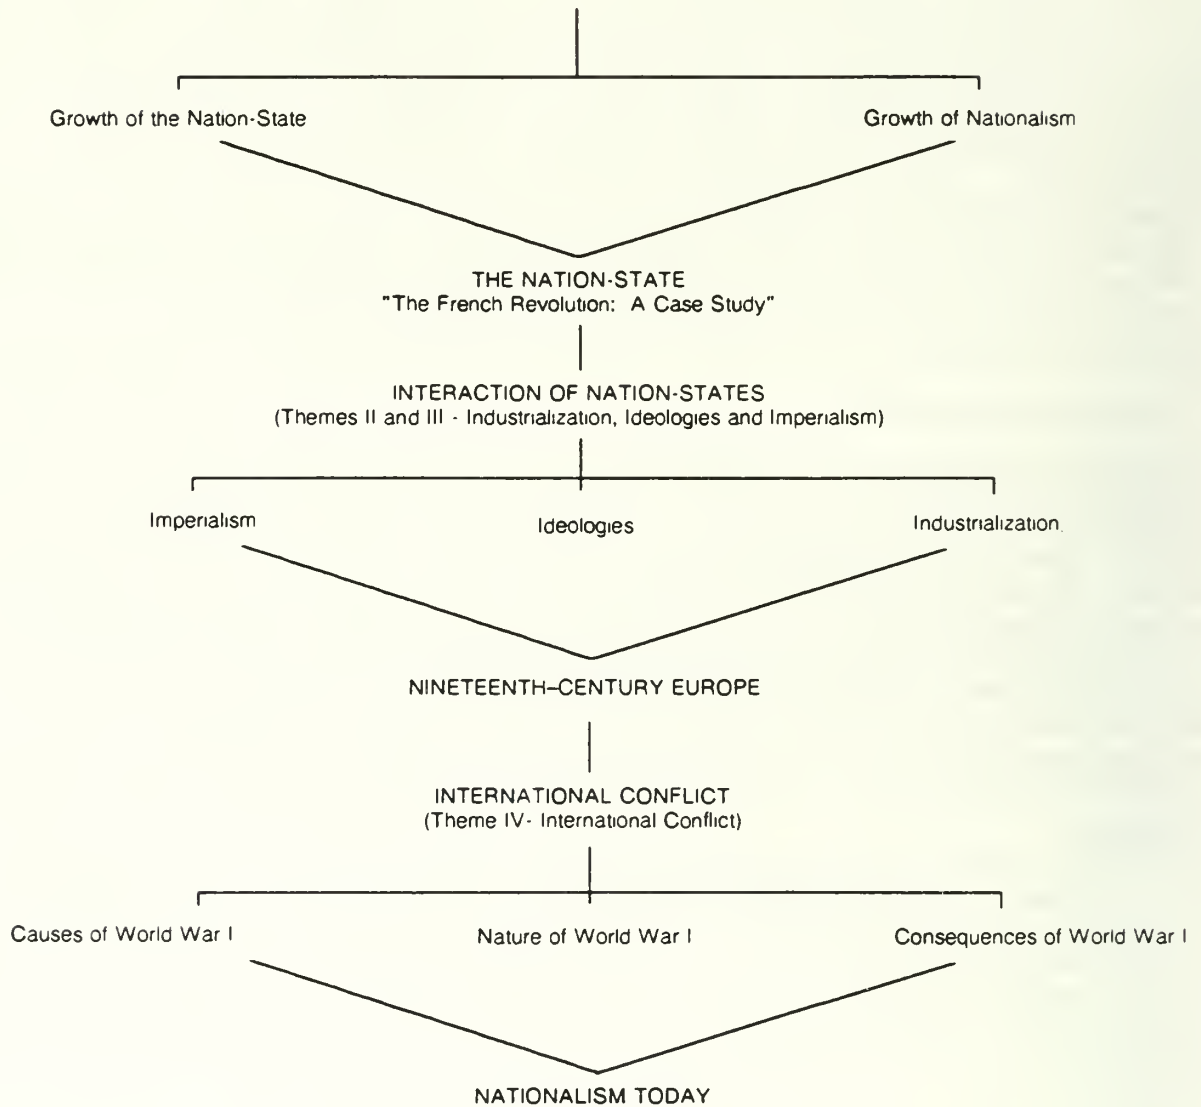 Growth of the Nation-State
Growth of Nationalism
THE NATION-STATE
"The French Revolution: A Case Study"
INTERACTION OF NATION-STATES
(Themes II and III - Industrialization, Ideologies and Imperialism)
Imperialism
Ideologies
Industrialization
NINETEENTH–CENTURY EUROPE
INTERNATIONAL CONFLICT
(Theme IV- International Conflict)
Causes of World War I
Nature of World War I
Consequences of World War I
NATIONALISM TODAY